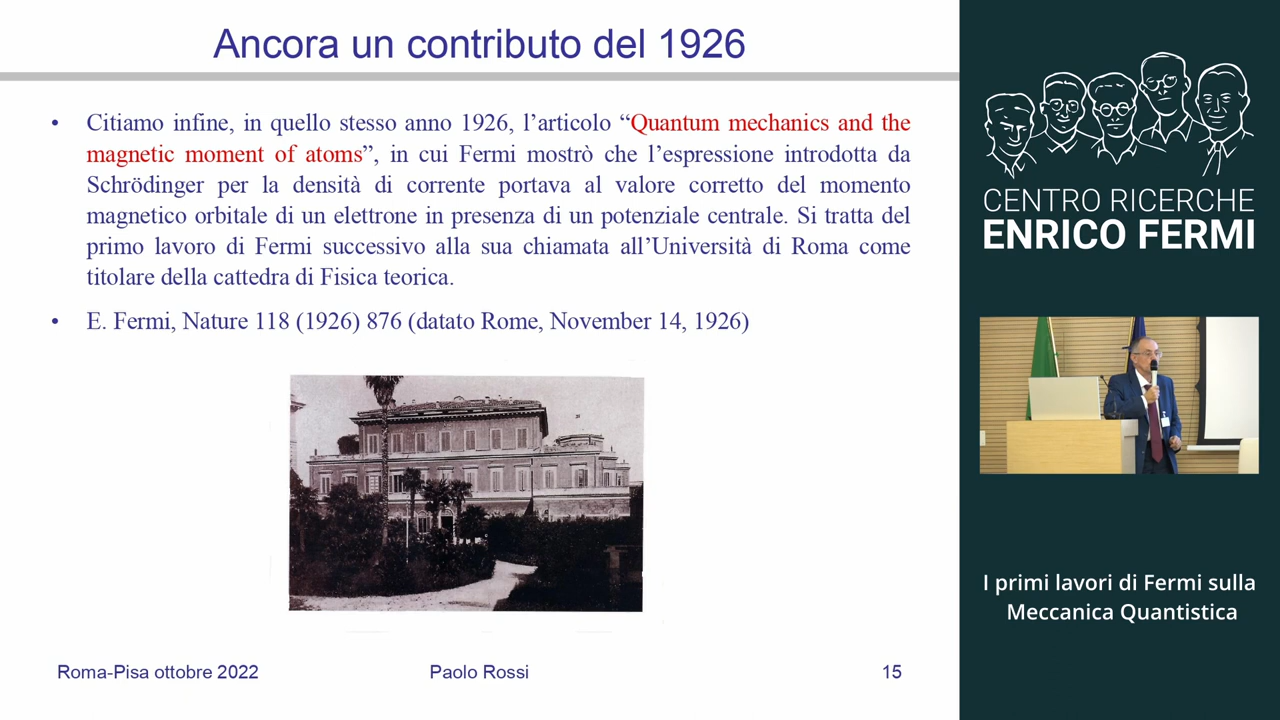 Ancora un contributo del 1926
• Citiamo infine, in quello stesso anno 1926, l’articolo “Quantum mechanics and the
magnetic moment of atoms”, in cui Fermi mostrò che l’espressione introdotta da
Schrödinger per la densità di corrente portava al valore corretto del momento
magnetico orbitale di un elettrone in presenza di un potenziale centrale. Si tratta del
primo lavoro di Fermi successivo alla sua chiamata all’Università di Roma come
titolare della cattedra di Fisica teorica.
• E. Fermi, Nature 118 (1926) 876 (datato Rome, November 14, 1926)
Roma-Pisa ottobre 2022
Paolo Rossi
15
CENTRO RICERCHE
ENRICO FERMI
I primi lavori di Fermi sulla
Meccanica Quantistica